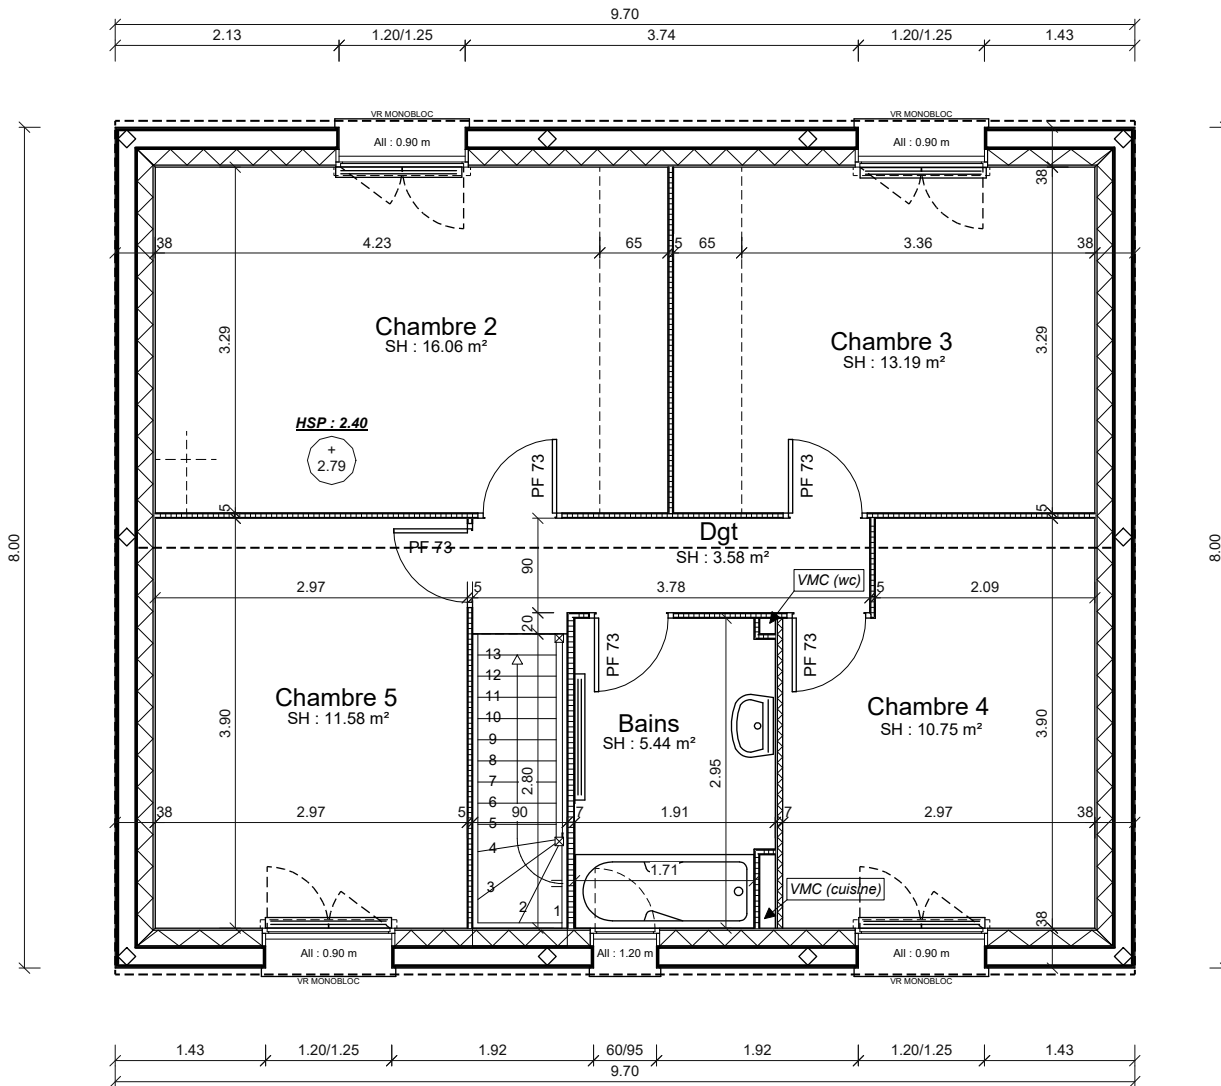 9.70
2.13 1.20/1.25 3.74 1.20/1.25 1.43
VR MONOBLOC VR MONOBLOC
All : 0.90 m All : 0.90 m
38
38 4.23 65 5 65 3.36 38
3.29 3.29
Chambre 2
SH : 16.06 m²
Chambre 3
SH : 13.19 m²
HSP : 2.40
+
2.79
PF 73 PF 73
5 5
8.00 8.00
Dgt
SH : 3.58 m²
PF 73
90
VMC (wc)
2.97 5 3.78 5 2.09
20
PF 73 PF 73
13
12
11
10
9
8
7
6
5
4
3
2
1
Chambre 5
SH : 11.58 m²
Bains
SH : 5.44 m²
Chambre 4
SH : 10.75 m²
3.90 2.80 2.95 3.90
38 2.97 5 90 7 1.91 7 2.97 38
1.71
VMC (cuisine)
38
All : 0.90 m All : 1.20 m All : 0.90 m
VR MONOBLOC VR MONOBLOC
1.43 1.20/1.25 1.92 60/95 1.92 1.20/1.25 1.43
9.70